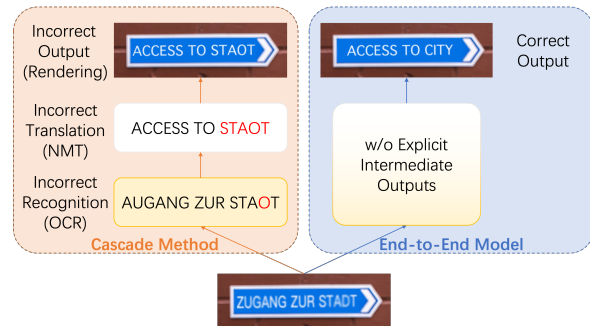 Incorrect
Output
(Rendering)
ACCESS TO STAOT
ACCESS TO CITY
Correct
Output
Incorrect
Translation
(NMT)
ACCESS TO STAOT
w/o Explicit
Intermediate
Outputs
Incorrect
Recognition
(OCR)
AUGANG ZUR STAOT
Cascade Method
End-to-End Model
ZUGANG ZUR STADT